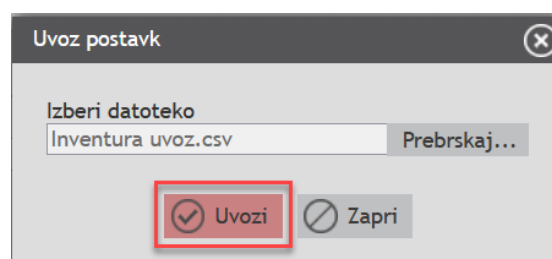 Uvoz postavk
Izberi datoteko
Inventura uvoz.csv Prebrskaj...
Uvozi Zapri